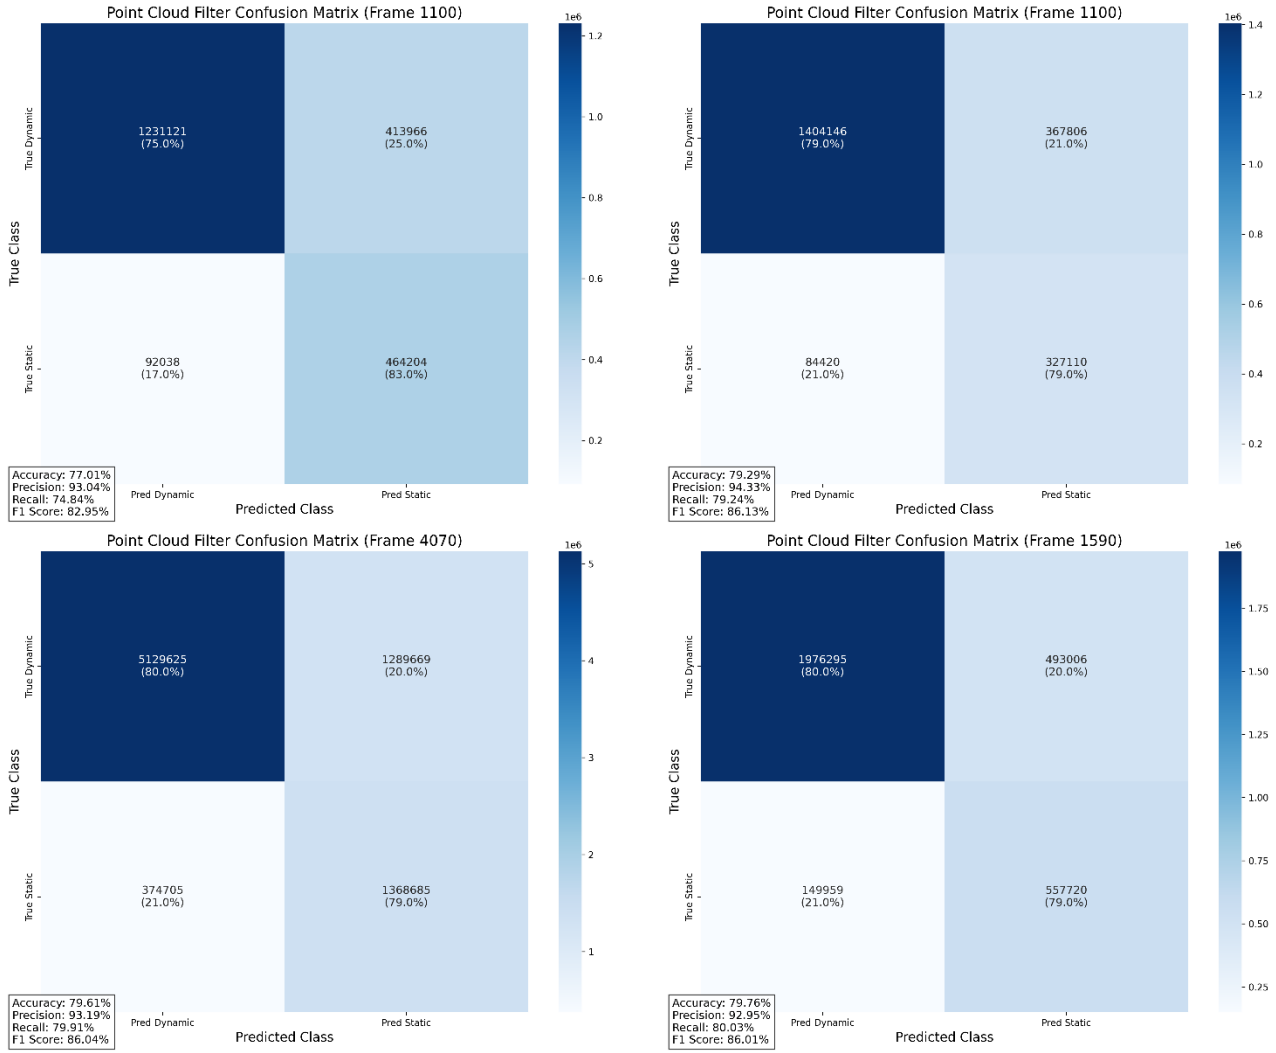 Point Cloud Filter Confusion Matrix (Frame 1100)
1e6
1.2
1.0
0.8
0.6
0.4
0.2
True Class
True Dynamic
True Static
1231121
(75.0%)
413966
(25.0%)
92038
(17.0%)
464204
(83.0%)
Accuracy: 77.01%
Precision: 93.04%
Recall: 74.84%
F1 Score: 82.95%
Pred Dynamic
Pred Static
Predicted Class
Point Cloud Filter Confusion Matrix (Frame 1100)
1e6
1.4
1.2
1.0
0.8
0.6
0.4
0.2
True Class
True Dynamic
True Static
1404146
(79.0%)
367806
(21.0%)
84420
(21.0%)
327110
(79.0%)
Accuracy: 79.29%
Precision: 94.33%
Recall: 79.24%
F1 Score: 86.13%
Pred Dynamic
Pred Static
Predicted Class
Point Cloud Filter Confusion Matrix (Frame 4070)
1e6
5
4
3
2
1
True Class
True Dynamic
True Static
5129625
(80.0%)
1289669
(20.0%)
374705
(21.0%)
1368685
(79.0%)
Accuracy: 79.61%
Precision: 93.19%
Recall: 79.91%
F1 Score: 86.04%
Pred Dynamic
Pred Static
Predicted Class
Point Cloud Filter Confusion Matrix (Frame 1590)
1e6
1.75
1.50
1.25
1.00
0.75
0.50
0.25
True Class
True Dynamic
True Static
1976295
(80.0%)
493006
(20.0%)
149959
(21.0%)
557720
(79.0%)
Accuracy: 79.76%
Precision: 92.95%
Recall: 80.03%
F1 Score: 86.01%
Pred Dynamic
Pred Static
Predicted Class